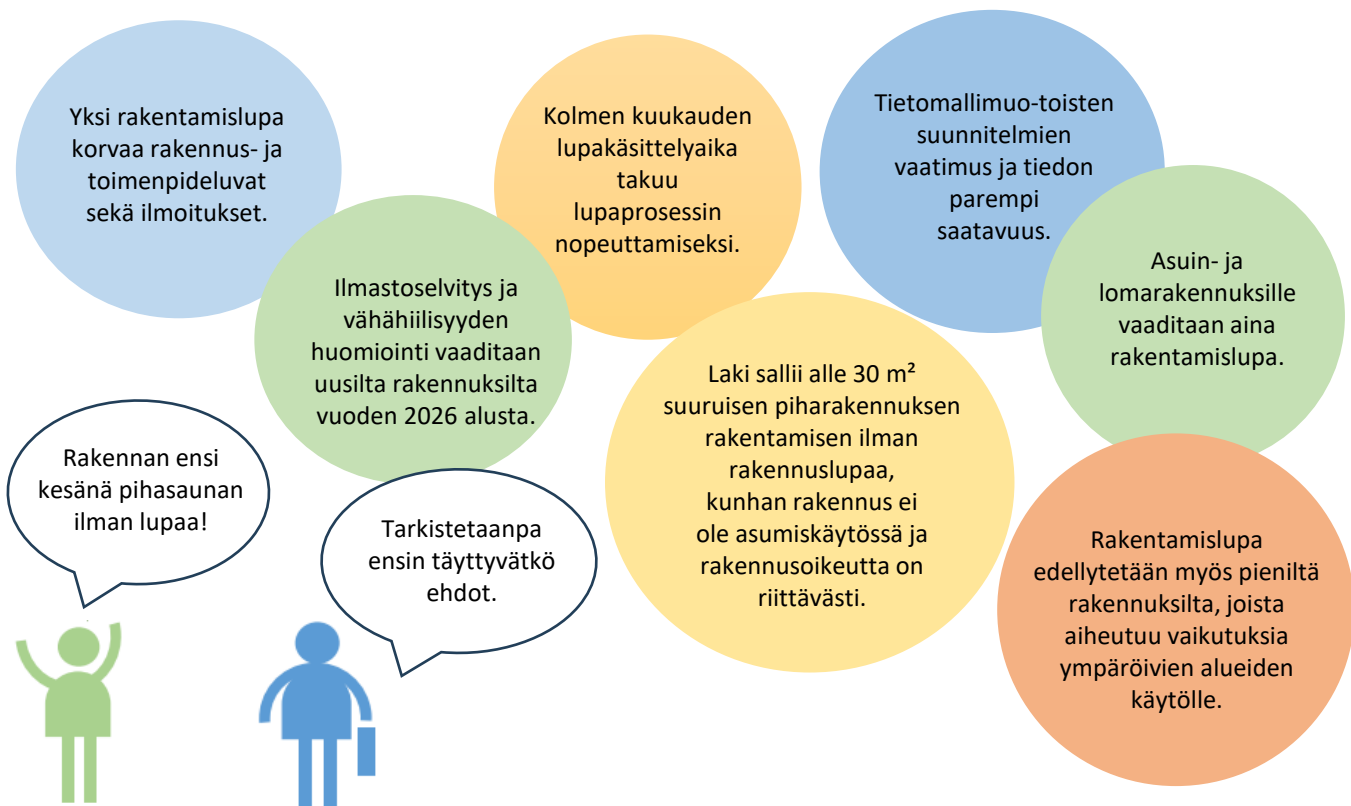 Yksi rakentamislupa
korvaa rakennus- ja
toimenpideluvat
sekä ilmoitukset.
Kolmen kuukauden
lupakäsittelyaika
takuu
lupaprosessin
nopeuttamiseksi.
Tietomallimuo-toisten
suunnitelmien
vaatimus ja tiedon
parempi
saatavuus.
Ilmastoselvitys ja
vähähiilisyyden
huomiointi vaaditaan
uusilta rakennuksilta
vuoden 2026 alusta.
Asuin- ja
lomarakennuksille
vaaditaan aina
rakentamislupa.
Laki sallii alle 30 m²
suuruisen piharakennuksen
rakentamisen ilman
rakennuslupaa,
kunhan rakennus ei
ole asumiskäytössä ja
rakennusoikeutta on
riittävästi.
Rakennan ensi
kesänä pihasaunan
ilman lupaa!
Tarkistetaanpa
ensin täyttyvätkö
ehdot.
Rakentamislupa
edellytetään myös pieniltä
rakennuksilta, joista
aiheutuu vaikutuksia
ympäröivien alueiden
käytölle.